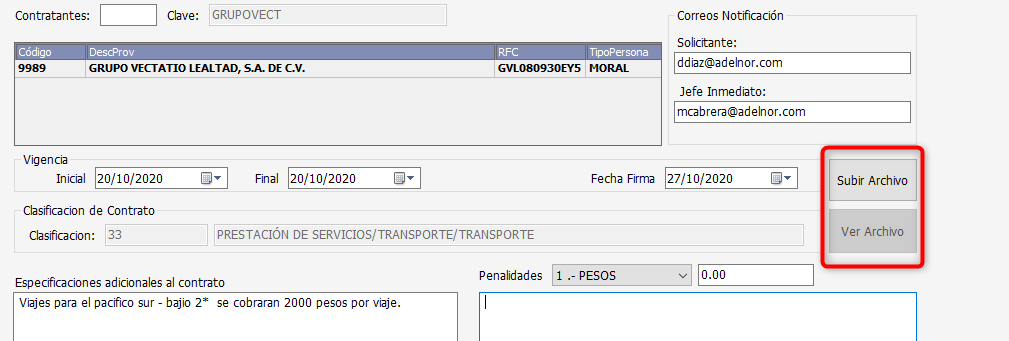 Contratantes: Clave: GRUPOVECT
Correos Notificación
Solicitante:
ddiaz@adelnor.com
Jefe Inmediato:
mcabrera@adelnor.com
Código DescProv RFC TipoPersona
9989 GRUPO VECTATIO LEALTAD, S.A. DE C.V. GVL080930EY5 MORAL
Vigencia
Inicial 20/10/2020 Final 20/10/2020 Fecha Firma 27/10/2020
Subir Archivo
Clasificacion de Contrato
Clasificacion: 33 PRESTACIÓN DE SERVICIOS/TRANSPORTE/TRANSPORTE
Ver Archivo
Especificaciones adicionales al contrato
Viajes para el pacifico sur - bajio 2* se cobraran 2000 pesos por viaje.
Penalidades 1 .- PESOS 0.00